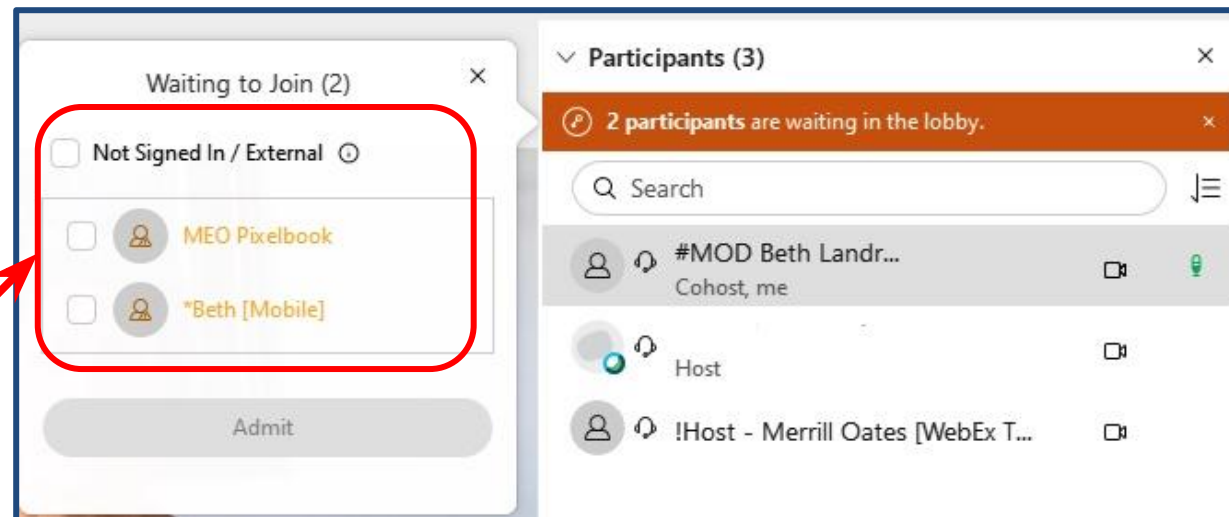 Waiting to Join (2)
Not Signed In / External
MEO Pixelbook
*Beth [Mobile]
Admit
Participants (3)
2 participants are waiting in the lobby.
Search
#MOD Beth Landr...
Cohost, me
Host
!Host - Merrill Oates [WebEx T...